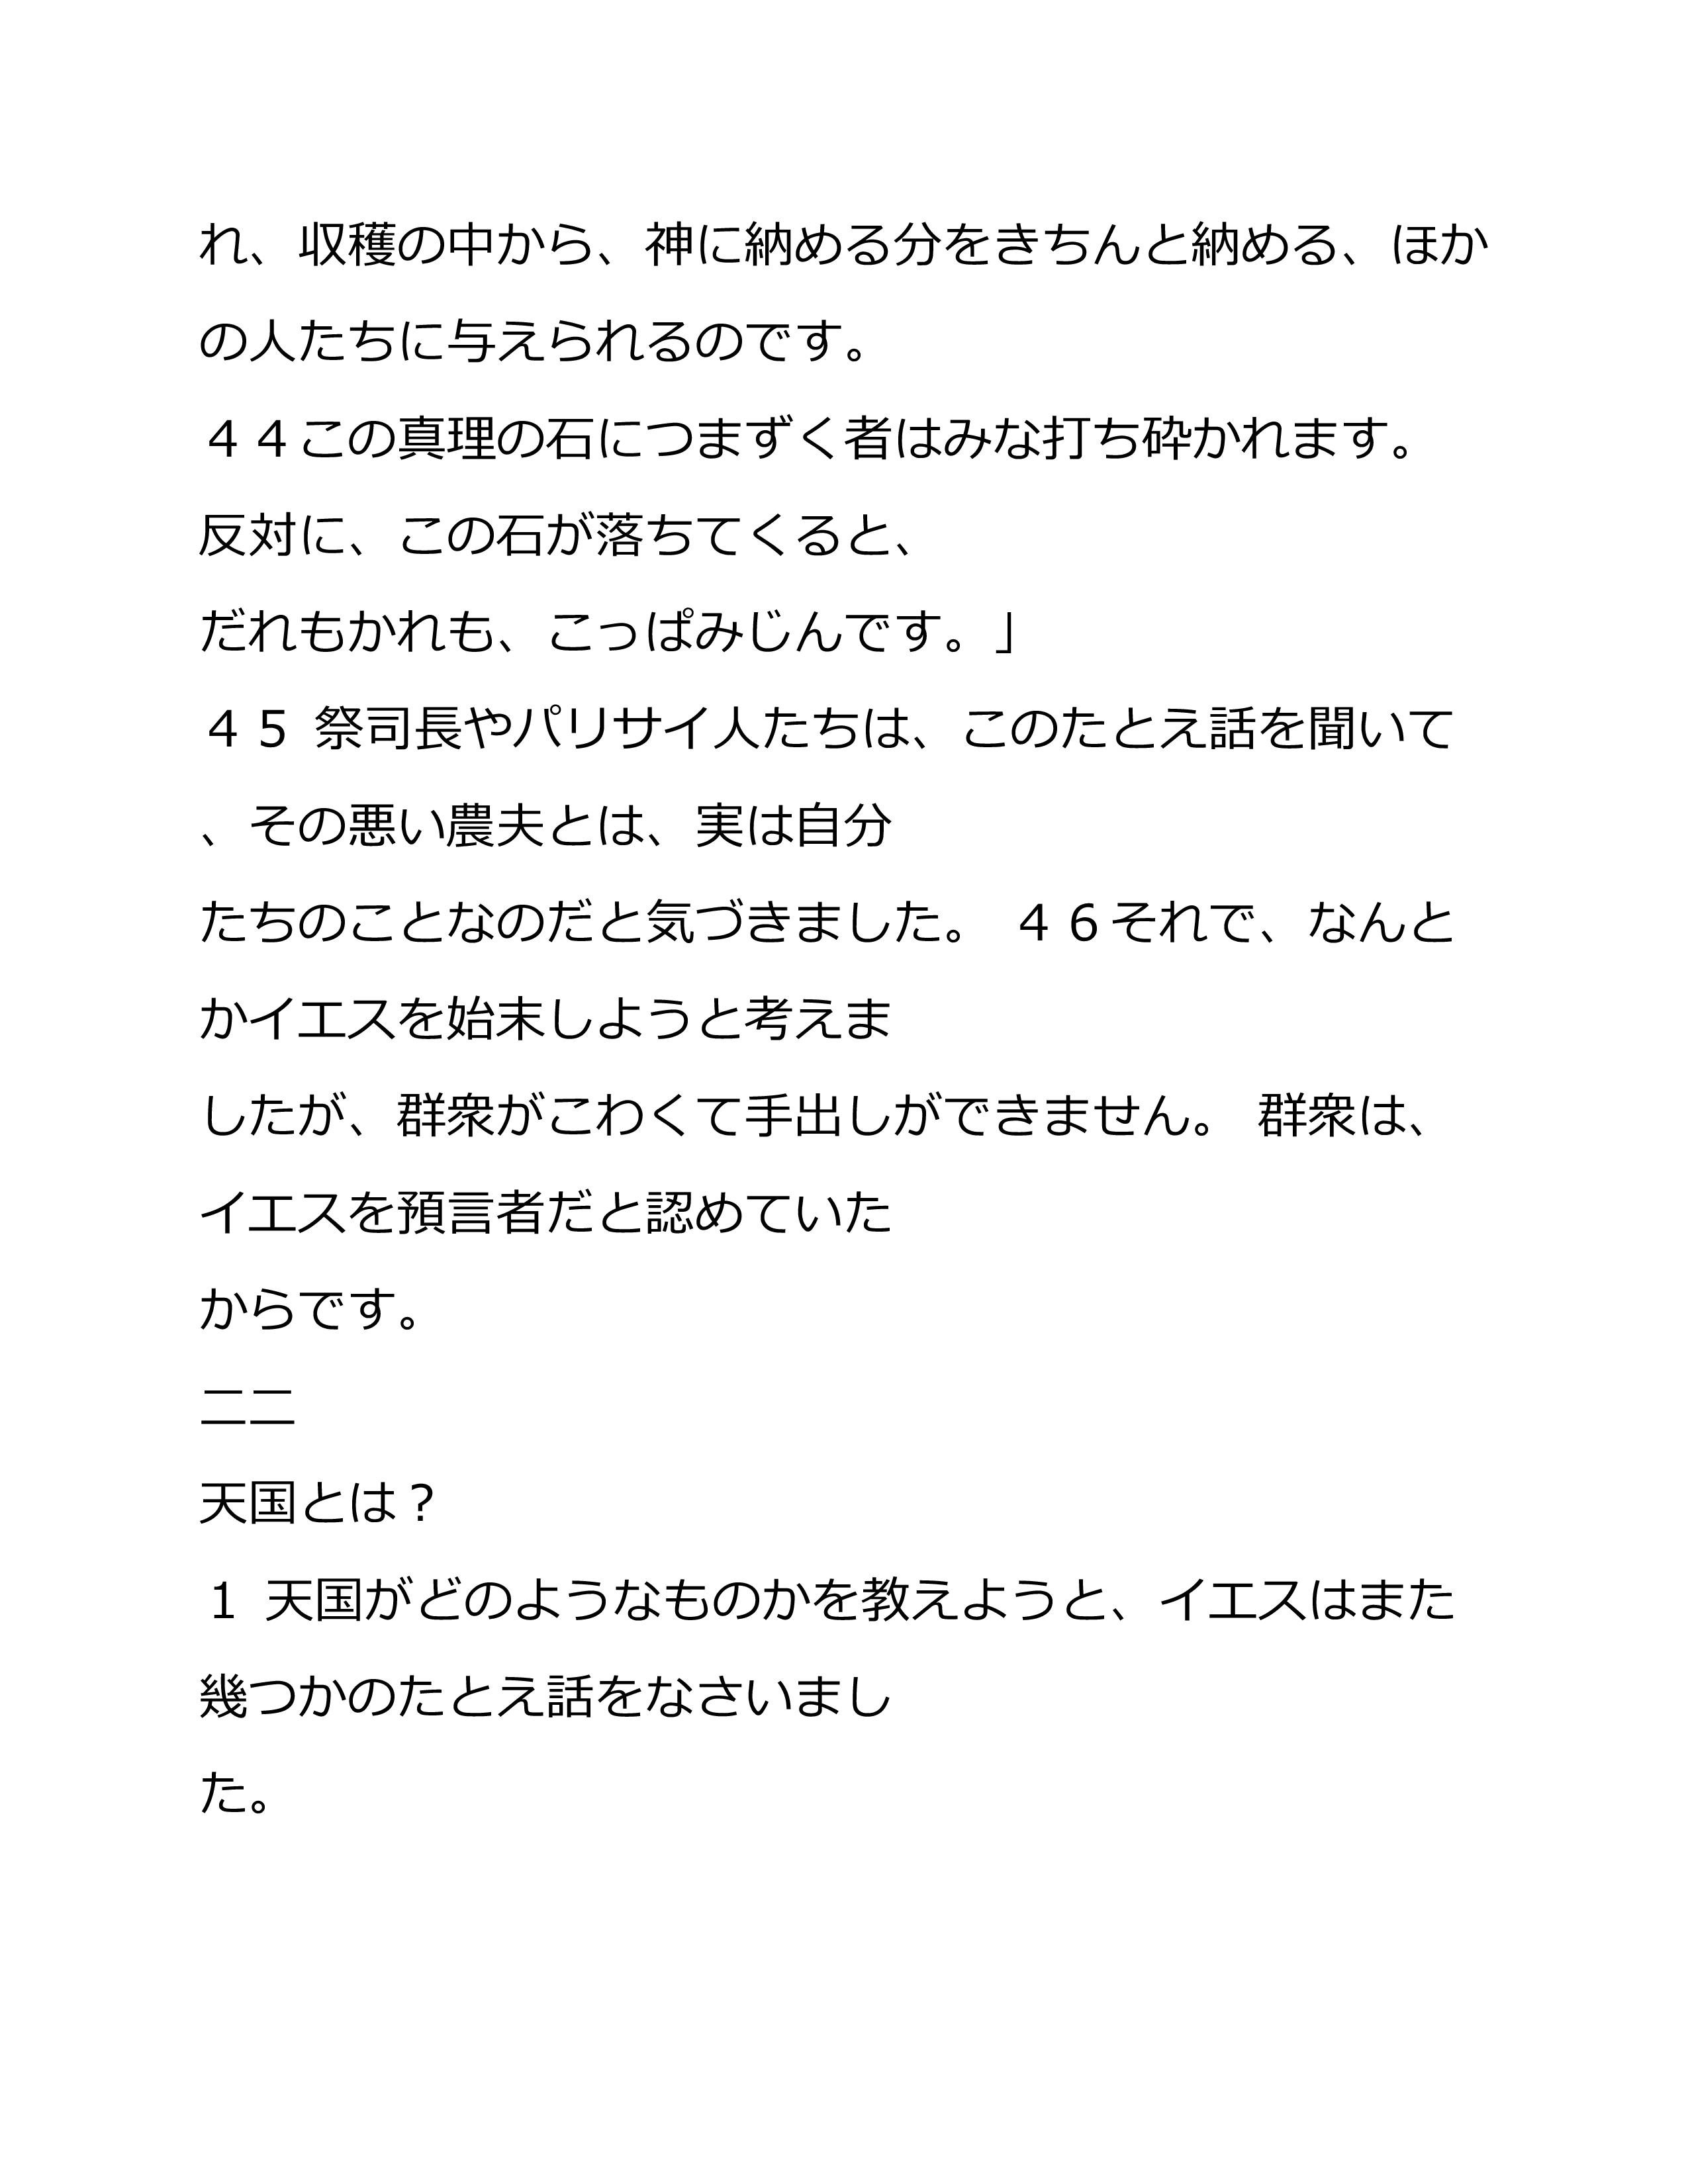 れ、収穫の中から、神に納める分をきちんと納める、ほか
の人たちに与えられるのです。
４４この真理の石につまずく者はみな打ち砕かれます。
反対に、この石が落ちてくると、
だれもかれも、こっぱみじんです。」
４５ 祭司長やパリサイ人たちは、このたとえ話を聞いて
、その悪い農夫とは、実は自分
たちのことなのだと気づきました。 ４６それで、なんと
かイエスを始末しようと考えま
したが、群衆がこわくて手出しができません。 群衆は、
イエスを預言者だと認めていた
からです。
二二
天国とは？
１ 天国がどのようなものかを教えようと、イエスはまた
幾つかのたとえ話をなさいまし
た。